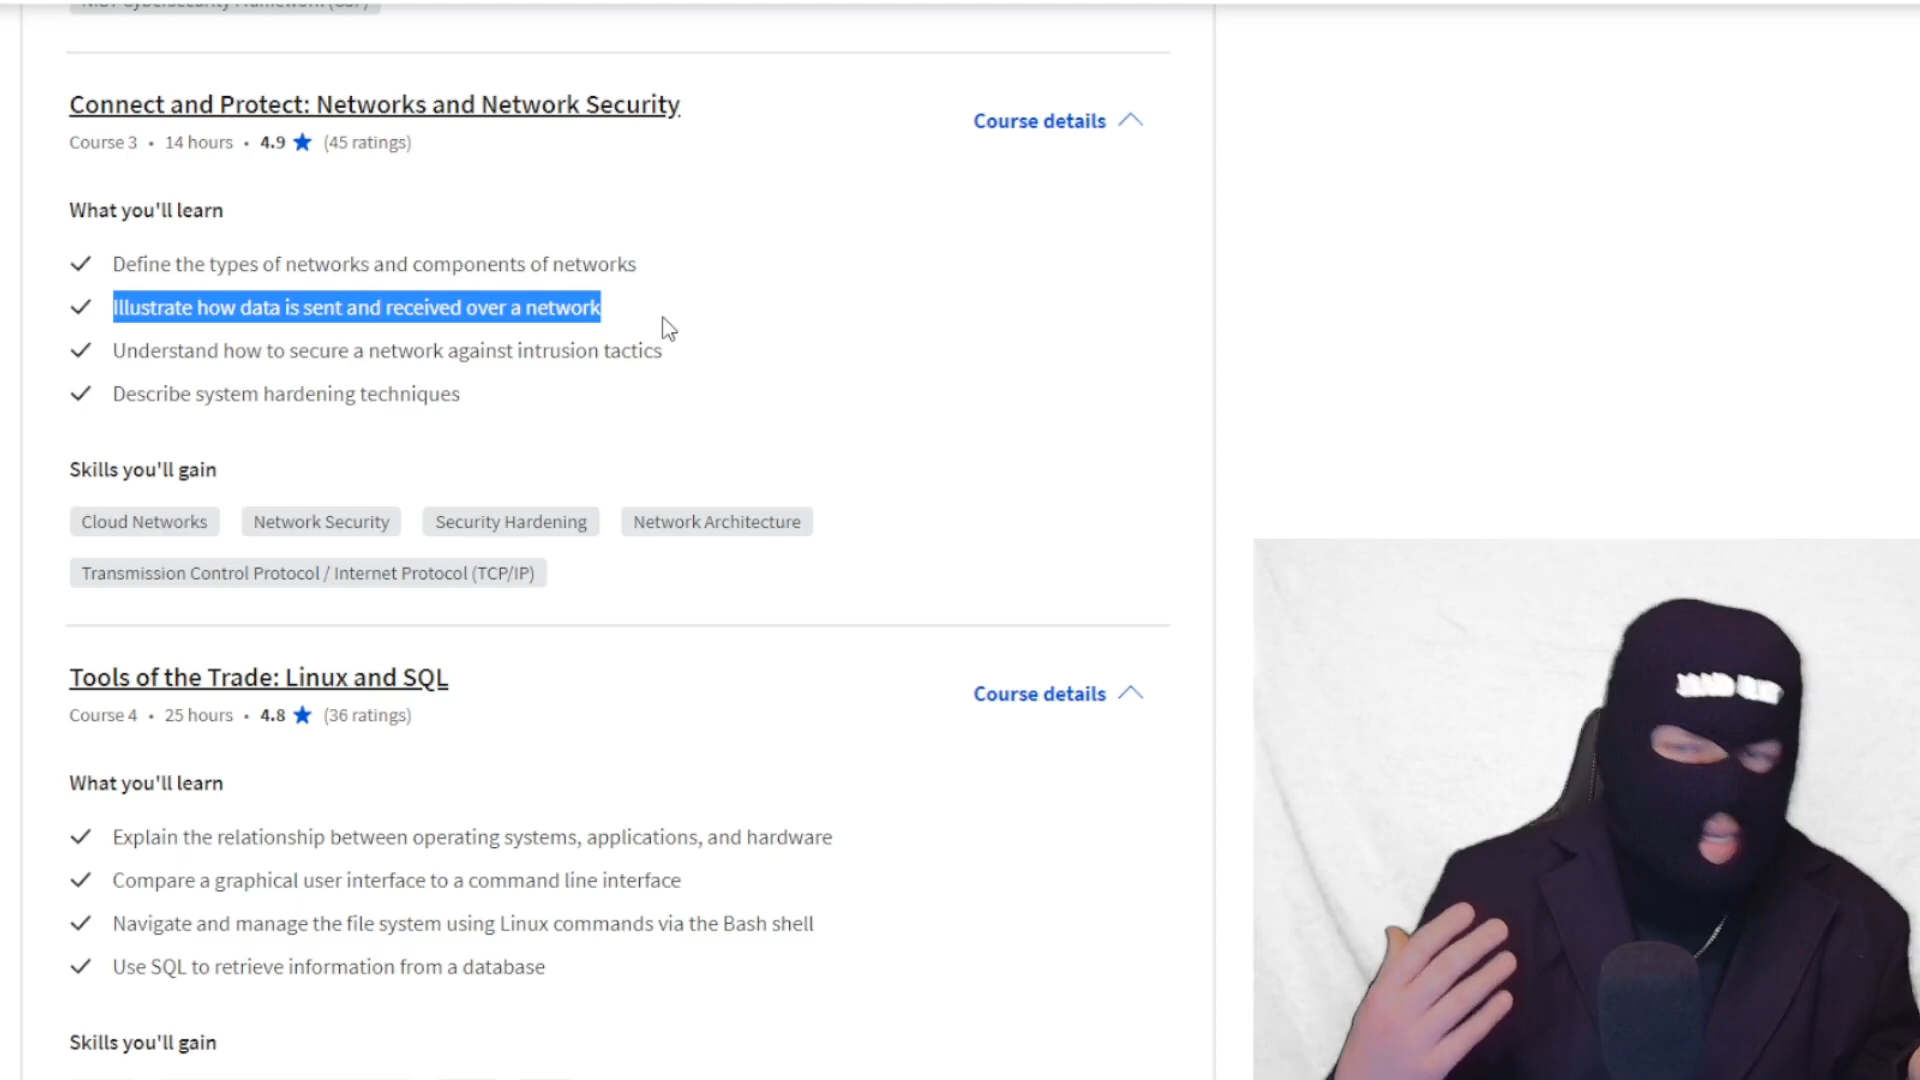 Connect and Protect: Networks and Network Security
Course details
Course 3 • 14 hours • 4.9 ★ (45 ratings)
What you'll learn
Define the types of networks and components of networks
Illustrate how data is sent and received over a network
Understand how to secure a network against intrusion tactics
Describe system hardening techniques
Skills you'll gain
Cloud Networks
Network Security
Security Hardening
Network Architecture
Transmission Control Protocol / Internet Protocol (TCP/IP)
Tools of the Trade: Linux and SQL
Course details
Course 4 • 25 hours • 4.8 ★ (36 ratings)
What you'll learn
Explain the relationship between operating systems, applications, and hardware
Compare a graphical user interface to a command line interface
Navigate and manage the file system using Linux commands via the Bash shell
Use SQL to retrieve information from a database
Skills you'll gain